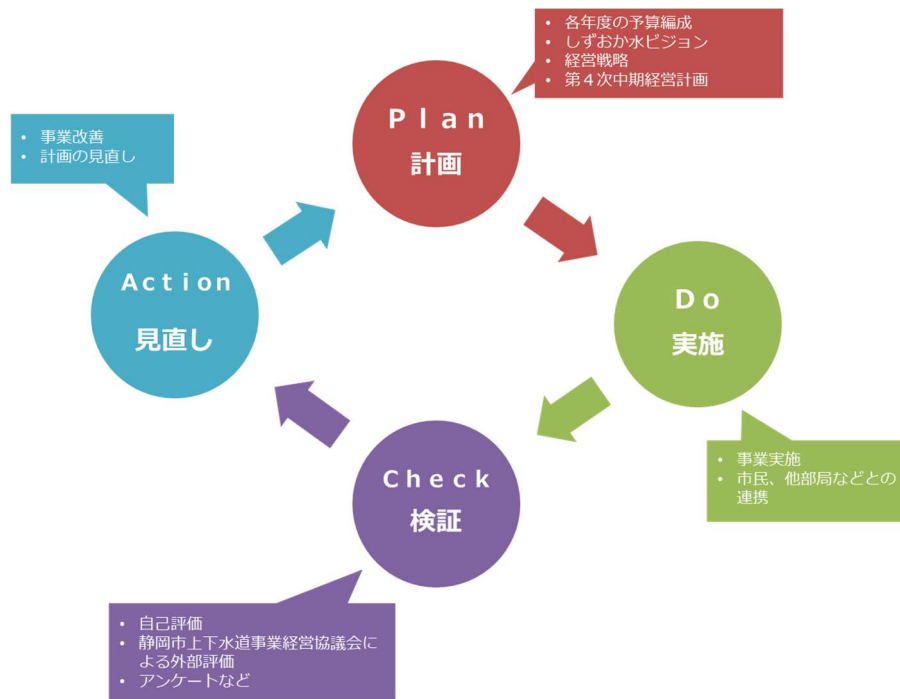 ・ 各年度の予算編成
・ しずおか水ビジョン
・ 経営戦略
・ 第４次中期経営計画
Ｐｌａｎ
計画
・ 事業改善
・ 計画の見直し
Ａｃｔｉｏｎ
見直し
Ｄｏ
実施
・ 事業実施
・ 市民、他部局などとの
連携
Ｃｈｅｃｋ
検証
・ 自己評価
・ 静岡市上下水道事業経営協議会に
よる外部評価
・ アンケートなど